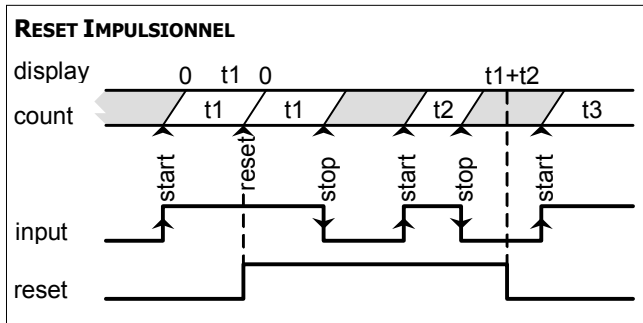 RESET IMPULSIONNEL
display 0 t1 0 t1+t2
count t1 t1 t2 t3
start reset stop start stop start
input
reset